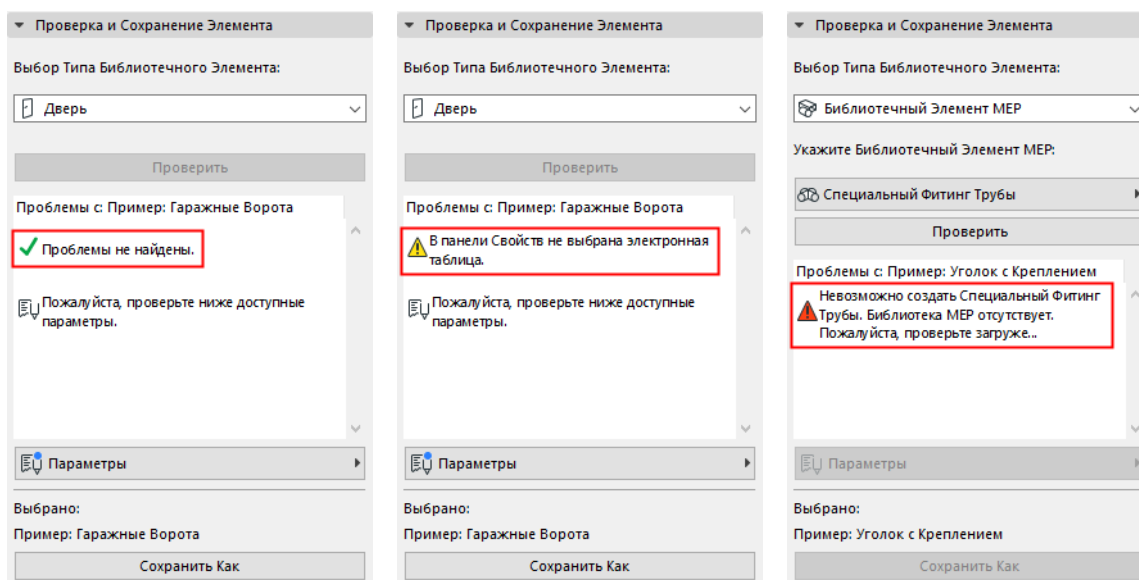 Проверка и Сохранение Элемента
Выбор Типа Библиотечного Элемента:
Дверь
Проверить
Проблемы с: Пример: Гаражные Ворота
Проблемы не найдены.
Пожалуйста, проверьте ниже доступные
параметры.
Параметры
Выбрано:
Пример: Гаражные Ворота
Сохранить Как
Проверка и Сохранение Элемента
Выбор Типа Библиотечного Элемента:
Дверь
Проверить
Проблемы с: Пример: Гаражные Ворота
В панели Свойств не выбрана электронная
таблица.
Пожалуйста, проверьте ниже доступные
параметры.
Параметры
Выбрано:
Пример: Гаражные Ворота
Сохранить Как
Проверка и Сохранение Элемента
Выбор Типа Библиотечного Элемента:
Библиотечный Элемент MEP
Укажите Библиотечный Элемент MEP:
Специальный Фитинг Трубы
Проверить
Проблемы с: Пример: Уголок с Креплением
Невозможно создать Специальный Фитинг
Трубы. Библиотека MEP отсутствует.
Пожалуйста, проверьте загруже...
Параметры
Выбрано:
Пример: Уголок с Креплением
Сохранить Как